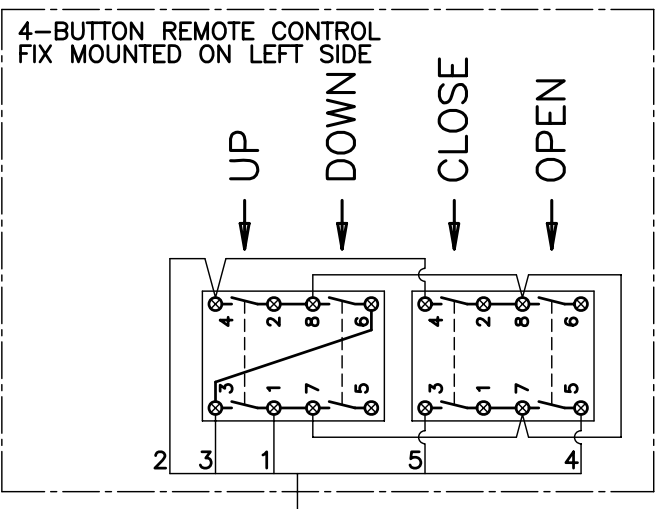 4-BUTTON REMOTE CONTROL
FIX MOUNTED ON LEFT SIDE
UP
DOWN
CLOSE
OPEN
4 2 8 6 4 2 8 6
3 1 7 5 3 1 7 5
2 3 1 5 4